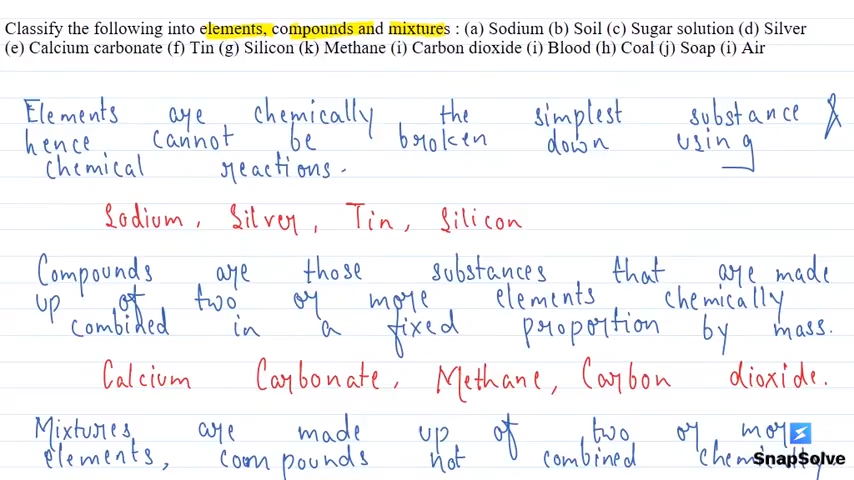 Classify the following into elements, compounds and mixtures : (a) Sodium (b) Soil (c) Sugar solution (d) Silver
(e) Calcium carbonate (f) Tin (g) Silicon (k) Methane (i) Carbon dioxide (i) Blood (h) Coal (j) Soap (i) Air
Elements are chemically the simplest substance &
hence cannot be broken down using
chemical reactions.
Sodium, Silver, Tin, Silicon
Compounds are those substances that are made
up of two or more elements chemically
combined in a fixed proportion by mass.
Calcium Carbonate, Methane, Carbon dioxide.
Mixtures are made up of two or more
elements, compounds not combined chemically.
SnapSolve